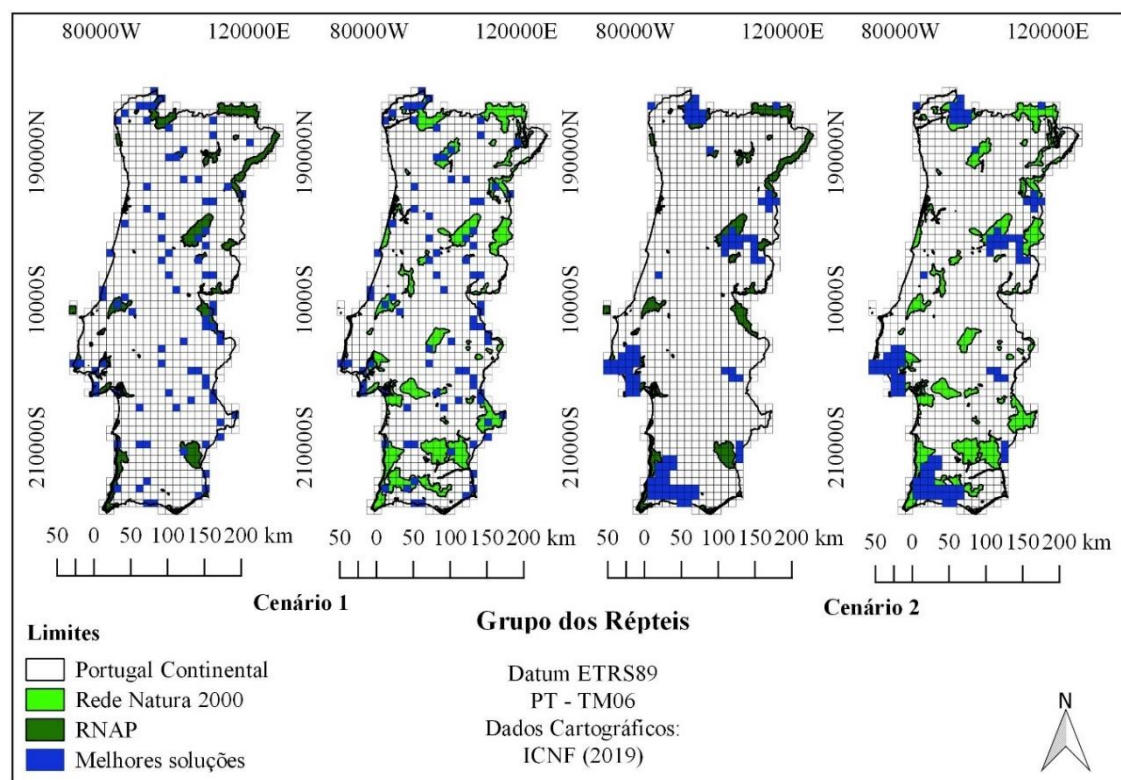 80000W 120000E 80000W 120000E 80000W 120000E 80000W 120000E
190000N 190000N 190000N 190000N
10000S 10000S 10000S 10000S
210000S 210000S 210000S 210000S
50 0 50 100 150 200 km 50 0 50 100 150 200 km 50 0 50 100 150 200 km 50 0 50 100 150 200 km
Cenário 1 Cenário 2
Grupo dos Répteis
Limites
Portugal Continental
Rede Natura 2000
RNAP
Melhores soluções
Datum ETRS89
PT - TM06
Dados Cartográficos:
ICNF (2019)
N